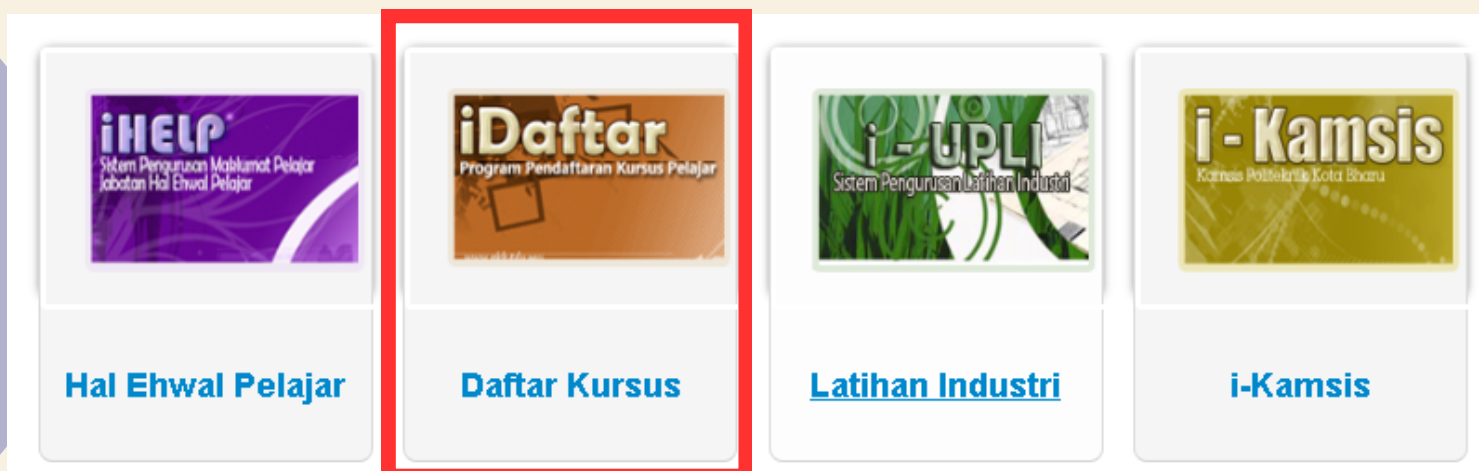 iHELP
Sistem Pengurusan Maklumat Pelajar
Jabatan Hal Ehwal Pelajar
Hal Ehwal Pelajar
iDaftar
Program Pendaftaran Kursus Pelajar
Daftar Kursus
i - UPLI
Sistem Pengurusan Latihan Industri
Latihan Industri
i - Kamsis
Kamsis Politeknik Kota Bharu
i-Kamsis